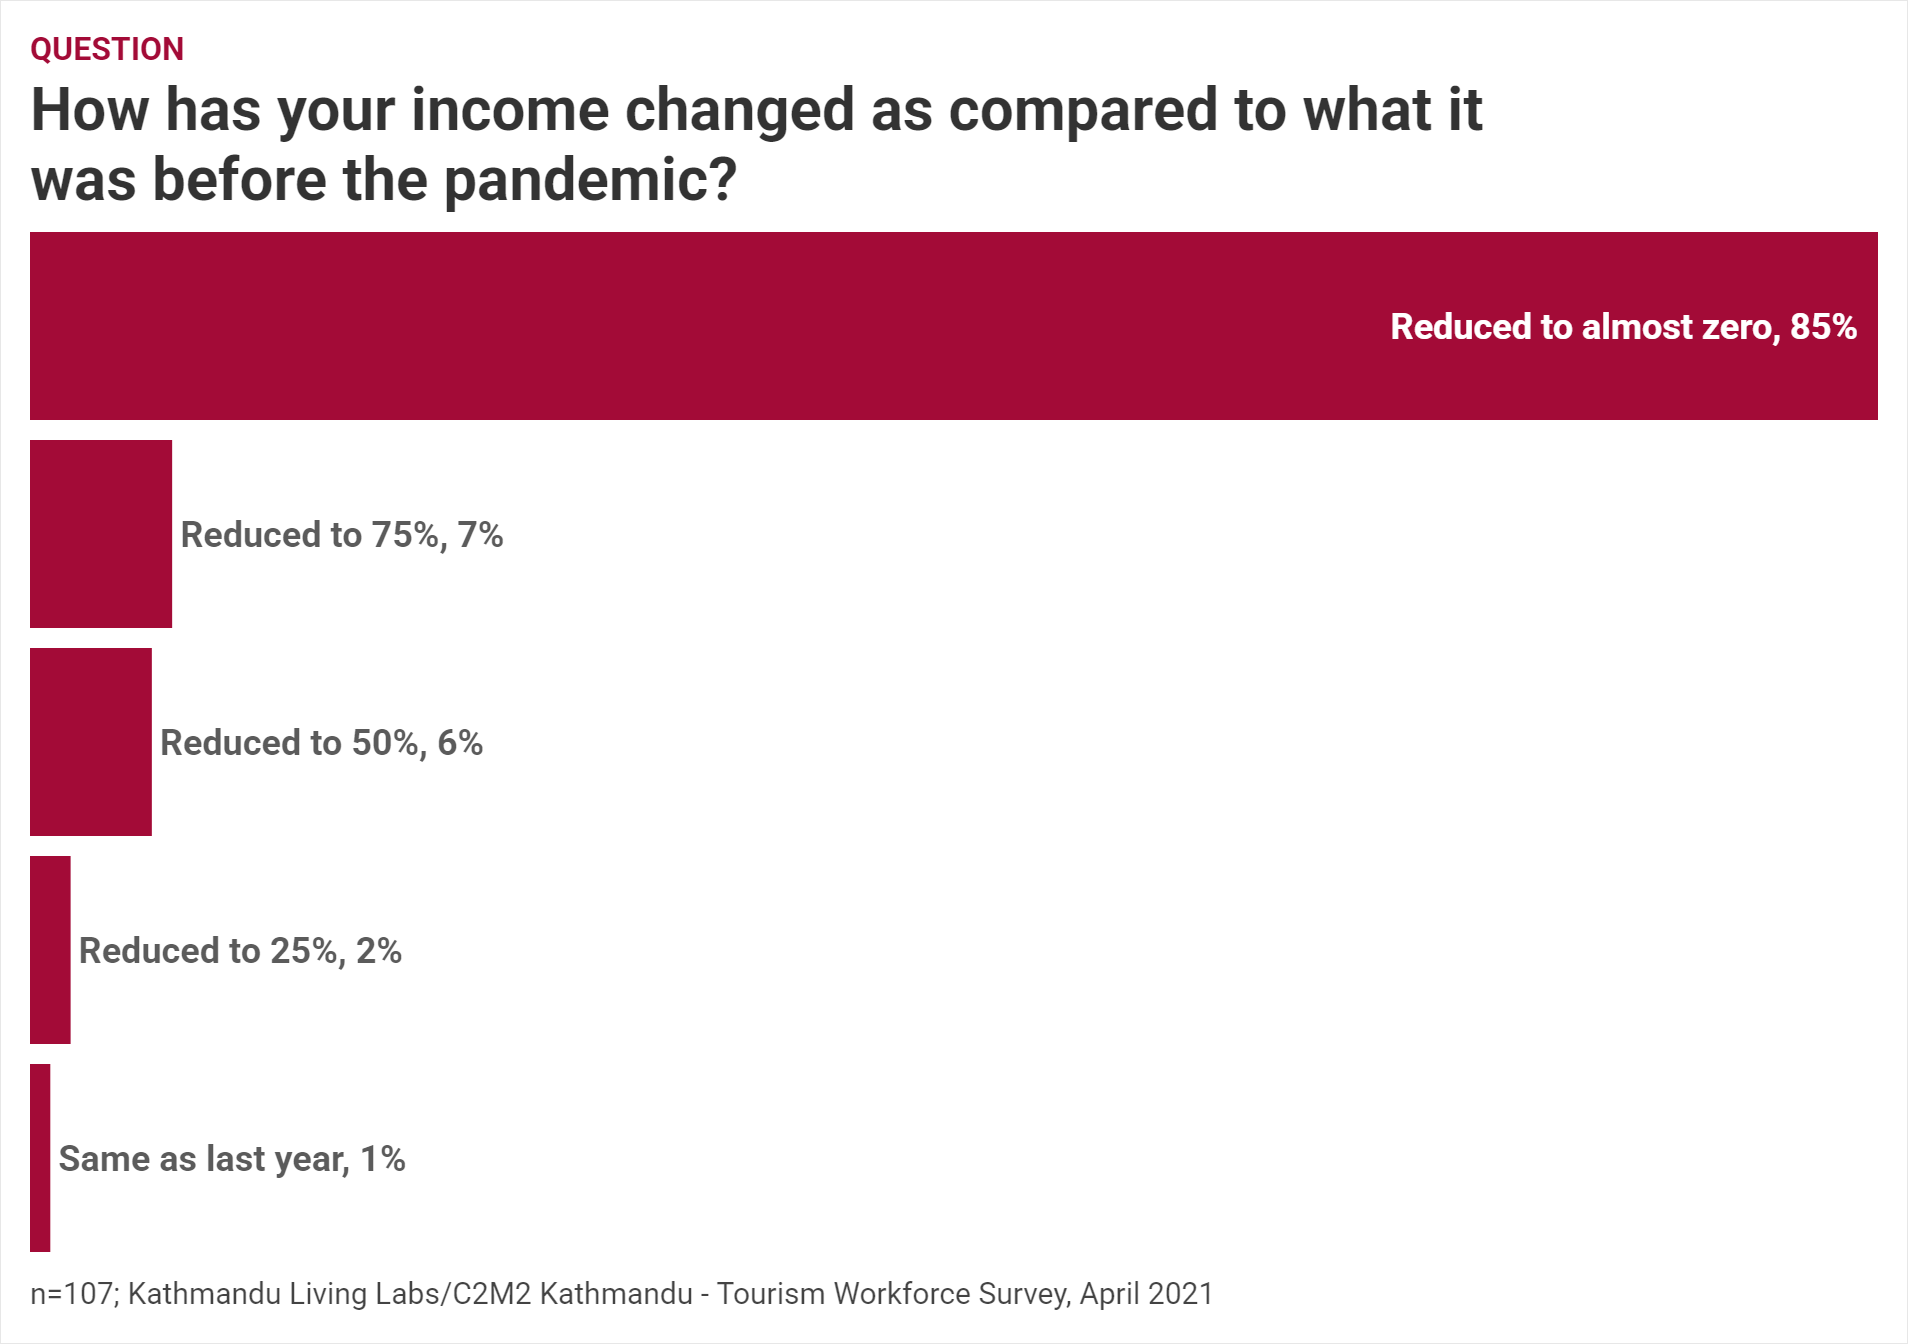 QUESTION
How has your income changed as compared to what it
was before the pandemic?
Reduced to almost zero, 85%
Reduced to 75%, 7%
Reduced to 50%, 6%
Reduced to 25%, 2%
Same as last year, 1%
n=107; Kathmandu Living Labs/C2M2 Kathmandu - Tourism Workforce Survey, April 2021